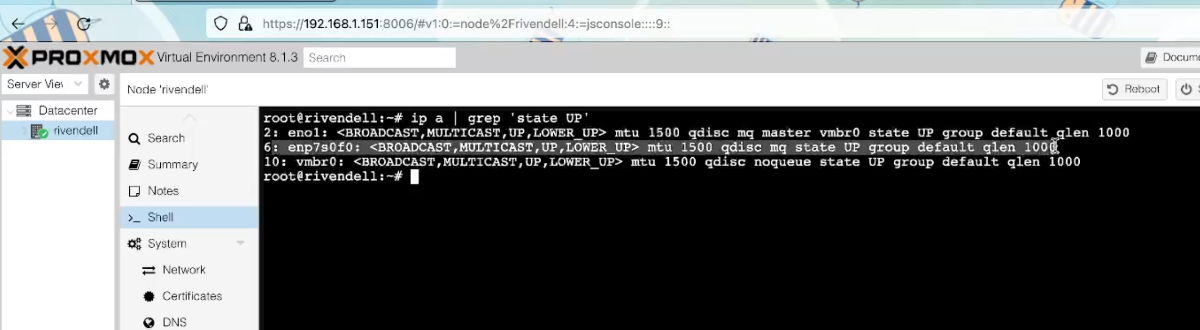 https://192.168.1.151:8006/#v1:0:=node%2Frivendell:4:=jsconsole::::9::
PROXMOX Virtual Environment 8.1.3 Search
Server View
Node 'rivendell'
Reboot
Datacenter
rivendell
Search
Summary
Notes
>_ Shell
System
Network
Certificates
DNS
root@rivendell:~# ip a | grep 'state UP'
2: eno1: <BROADCAST,MULTICAST,UP,LOWER_UP> mtu 1500 qdisc mq master vmbr0 state UP group default qlen 1000
6: enp7s0f0: <BROADCAST,MULTICAST,UP,LOWER_UP> mtu 1500 qdisc mq state UP group default qlen 1000
10: vmbr0: <BROADCAST,MULTICAST,UP,LOWER_UP> mtu 1500 qdisc noqueue state UP group default qlen 1000
root@rivendell:~#